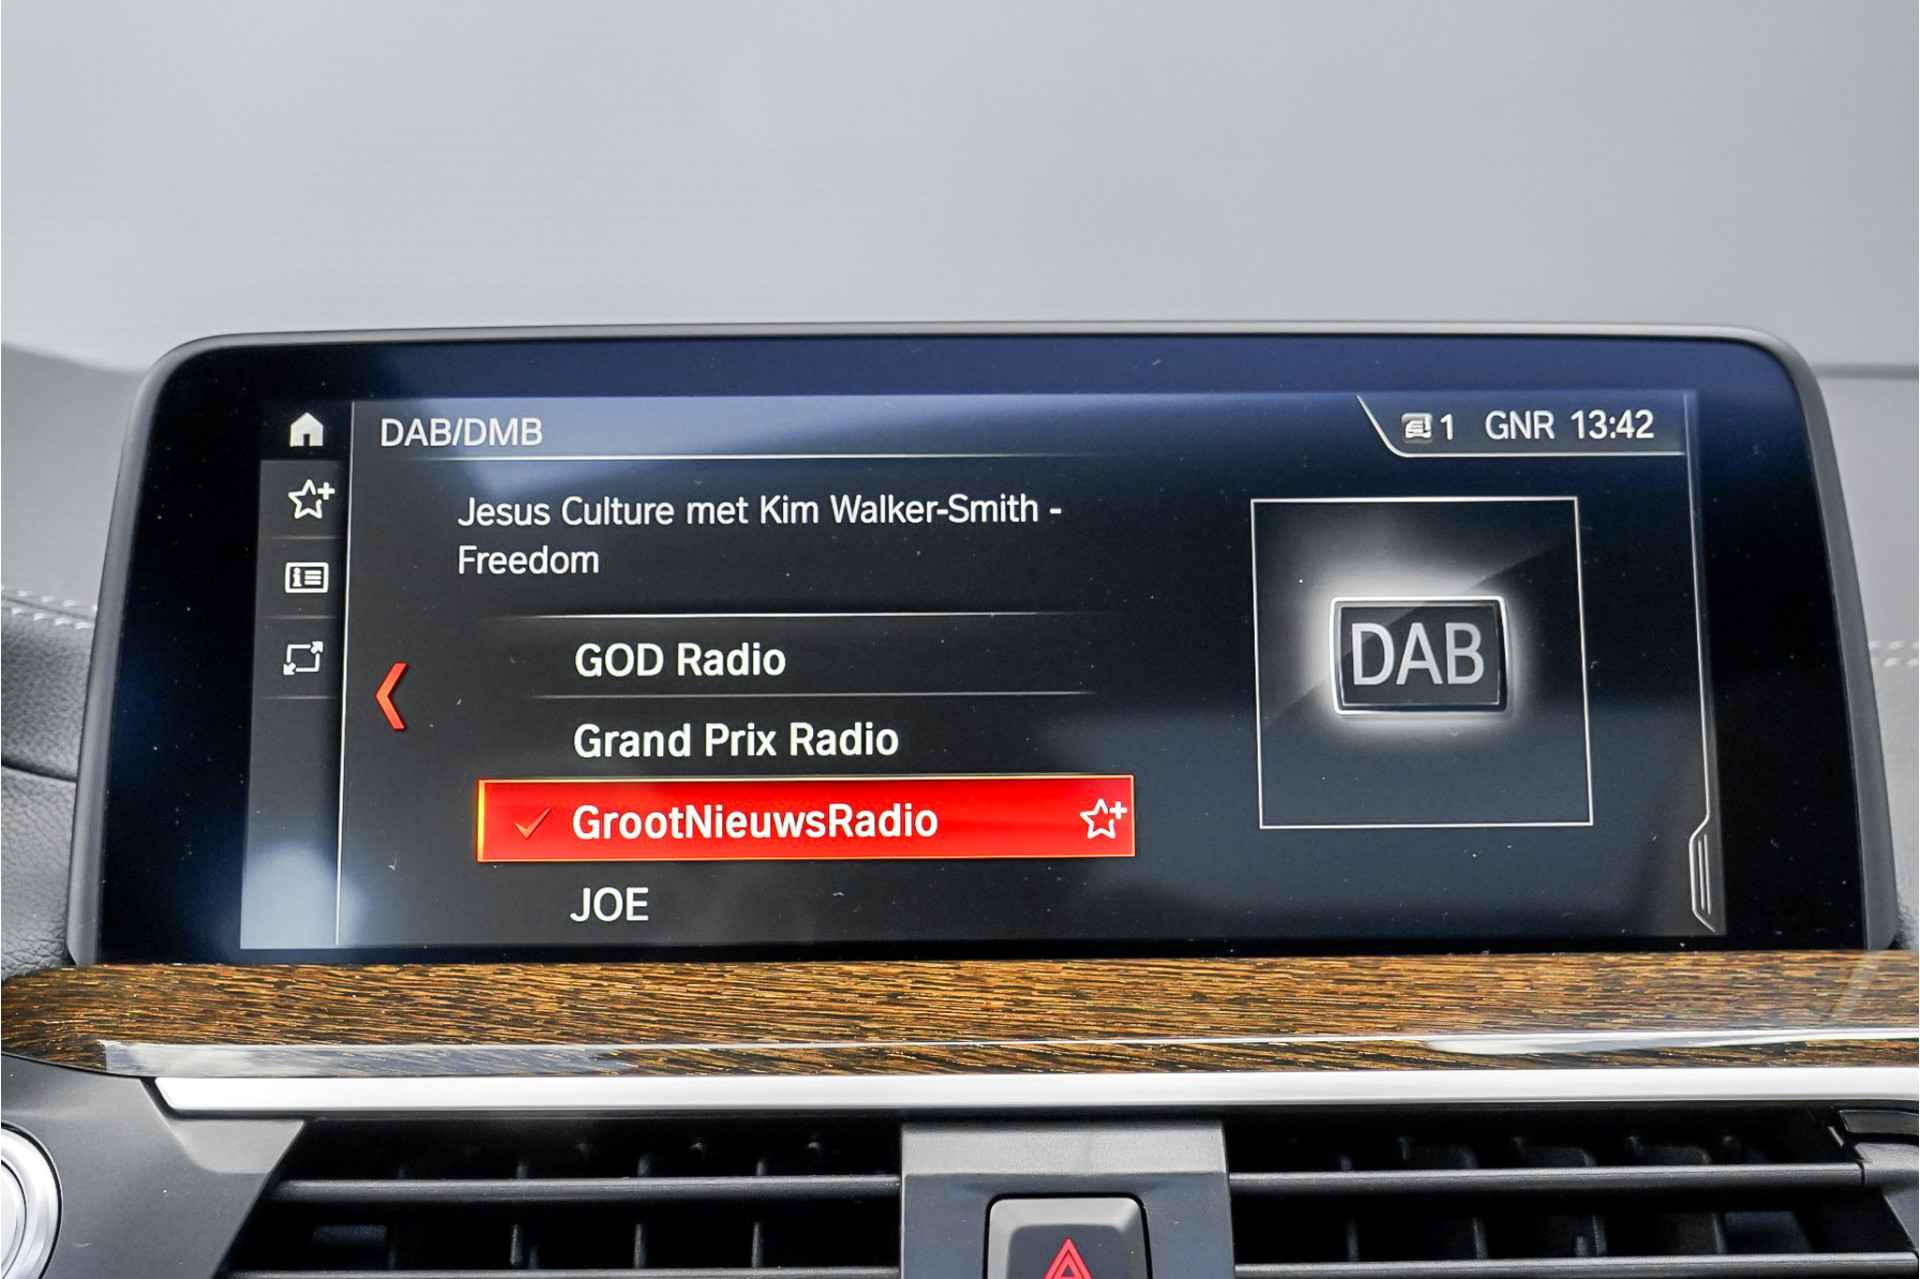 DAB/DMB
1 GNR 13:42
Jesus Culture met Kim Walker-Smith -
Freedom
GOD Radio
Grand Prix Radio
GrootNieuwsRadio
JOE
DAB